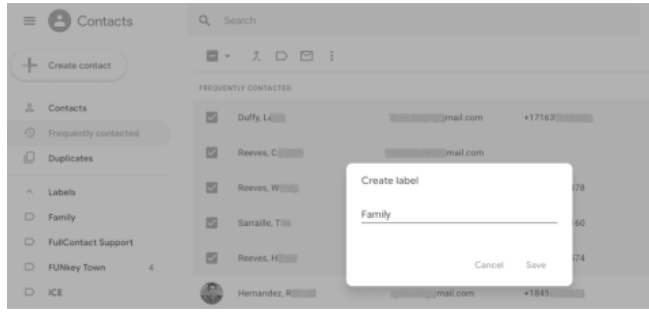 Contacts
Search
Create contact
FREQUENTLY CONTACTED
Contacts
Duffy, L
mail.com
+17163
Frequently contacted
Duplicates
Reeves, C
mail.com
Labels
Reeves, W
78
Family
Sarraille, T
60
FullContact Support
FUNkey Town 4
Reeves, H
574
ICE
Hernandez, R
mail.com
+1845
Create label
Family
Cancel Save